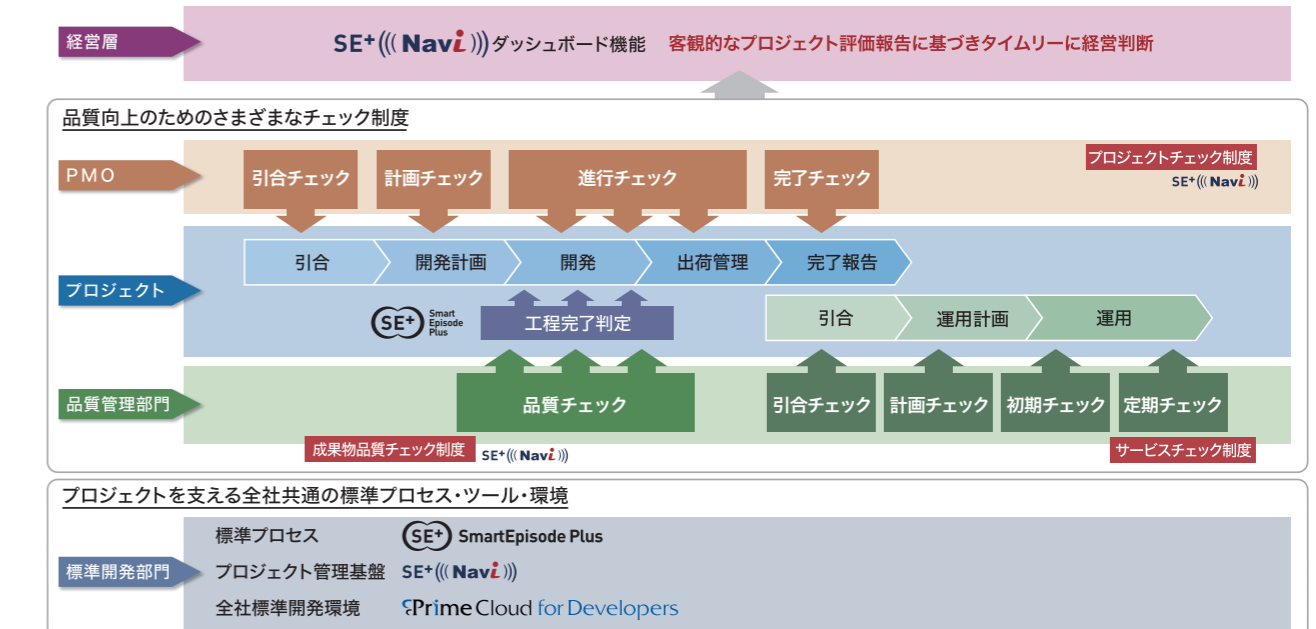 経営層
SE+((( Navi )))ダッシュボード機能 客観的なプロジェクト評価報告に基づきタイムリーに経営判断
品質向上のためのさまざまなチェック制度
PMO
引合チェック
計画チェック
進行チェック
完了チェック
プロジェクトチェック制度
SE+((( Navi )))
プロジェクト
引合
開発計画
開発
出荷管理
完了報告
SE+
Smart
Episode
Plus
工程完了判定
引合
運用計画
運用
品質管理部門
品質チェック
引合チェック
計画チェック
初期チェック
定期チェック
成果物品質チェック制度
SE+((( Navi )))
サービスチェック制度
プロジェクトを支える全社共通の標準プロセス・ツール・環境
標準開発部門
標準プロセス SE+ SmartEpisode Plus
プロジェクト管理基盤 SE+((( Navi )))
全社標準開発環境 PrimeCloud for Developers